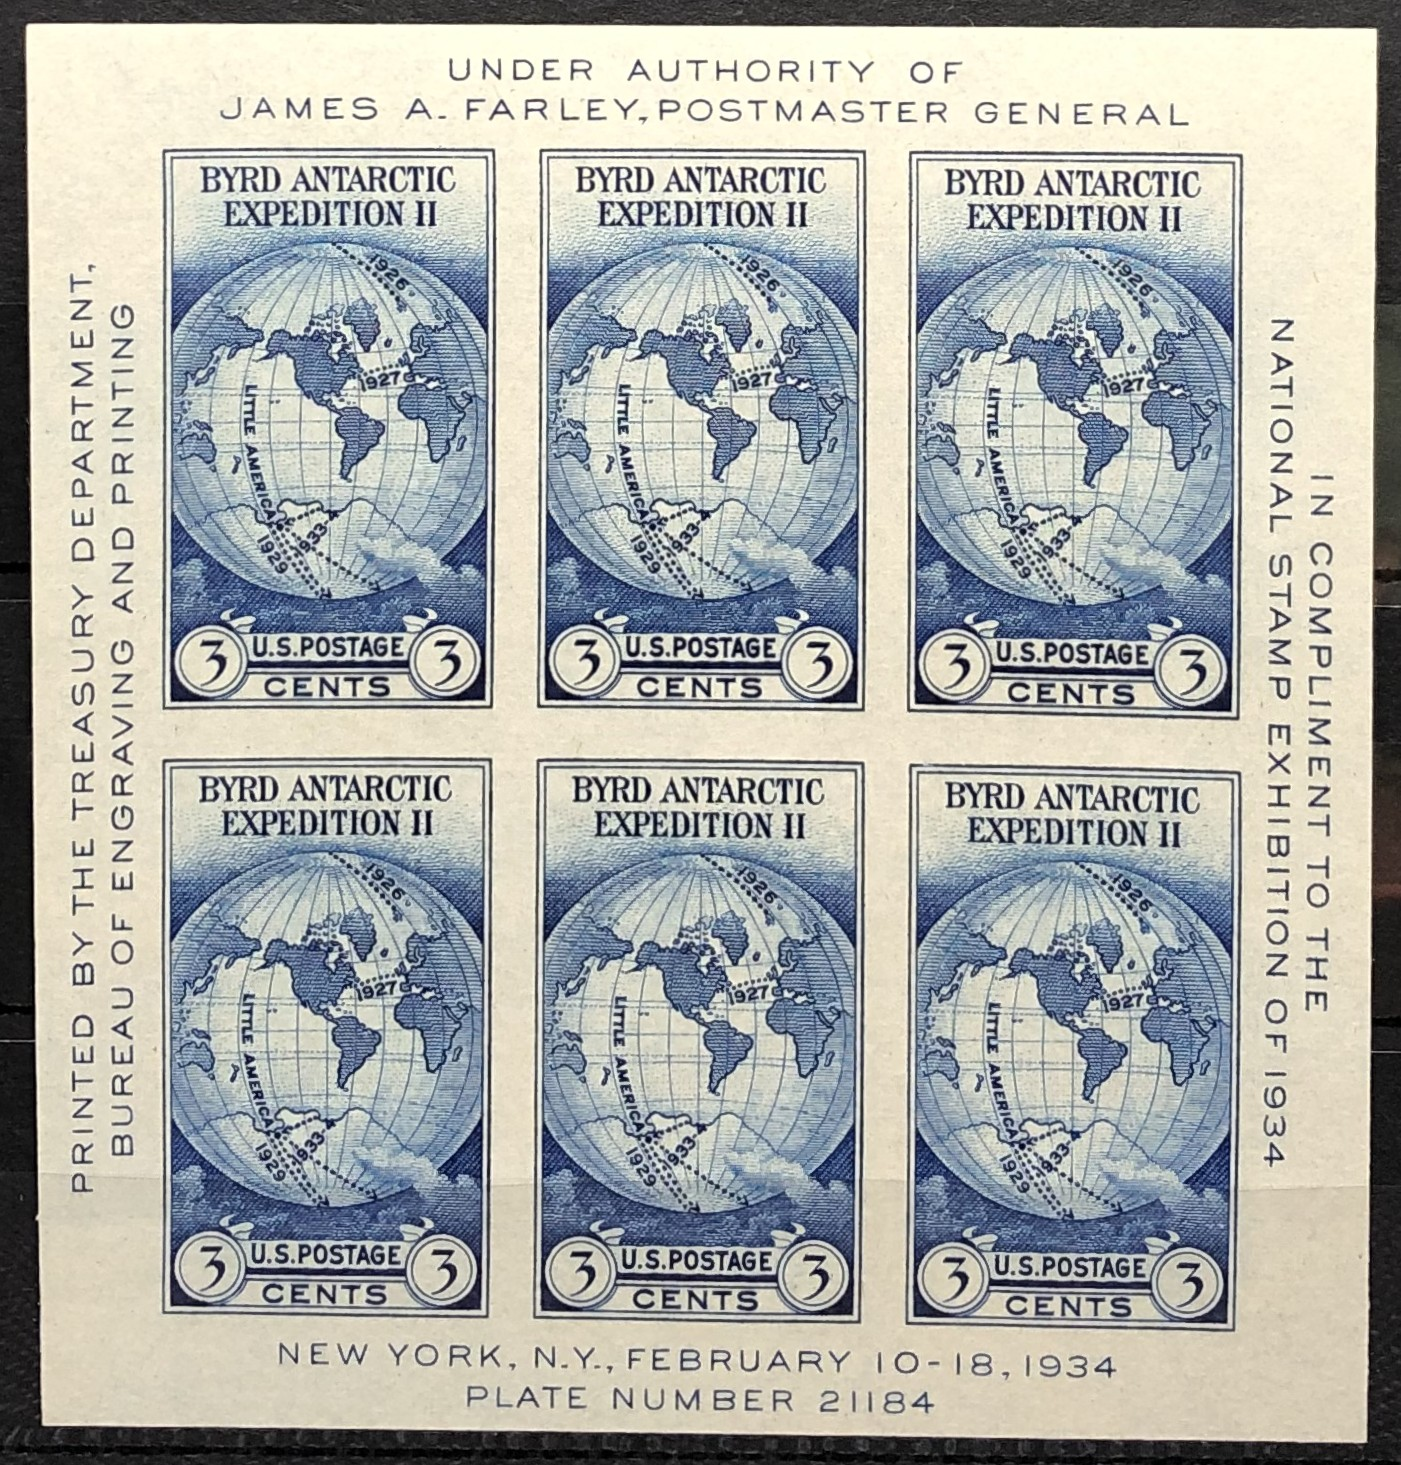 UNDER AUTHORITY OF
JAMES A. FARLEY, POSTMASTER GENERAL
PRINTED BY THE TREASURY DEPARTMENT,
BUREAU OF ENGRAVING AND PRINTING
BYRD ANTARCTIC
EXPEDITION II
1926
1927
LITTLE AMERICA
1933
1929
3 U.S. POSTAGE 3
CENTS
BYRD ANTARCTIC
EXPEDITION II
1926
1927
LITTLE AMERICA
1933
1929
3 U.S. POSTAGE 3
CENTS
BYRD ANTARCTIC
EXPEDITION II
1926
1927
LITTLE AMERICA
1933
1929
3 U.S. POSTAGE 3
CENTS
BYRD ANTARCTIC
EXPEDITION II
1926
1927
LITTLE AMERICA
1933
1929
3 U.S. POSTAGE 3
CENTS
BYRD ANTARCTIC
EXPEDITION II
1926
1927
LITTLE AMERICA
1933
1929
3 U.S. POSTAGE 3
CENTS
BYRD ANTARCTIC
EXPEDITION II
1926
1927
LITTLE AMERICA
1933
1929
3 U.S. POSTAGE 3
CENTS
IN COMPLIMENT TO THE
NATIONAL STAMP EXHIBITION OF 1934
NEW YORK, N.Y., FEBRUARY 10-18, 1934
PLATE NUMBER 21184